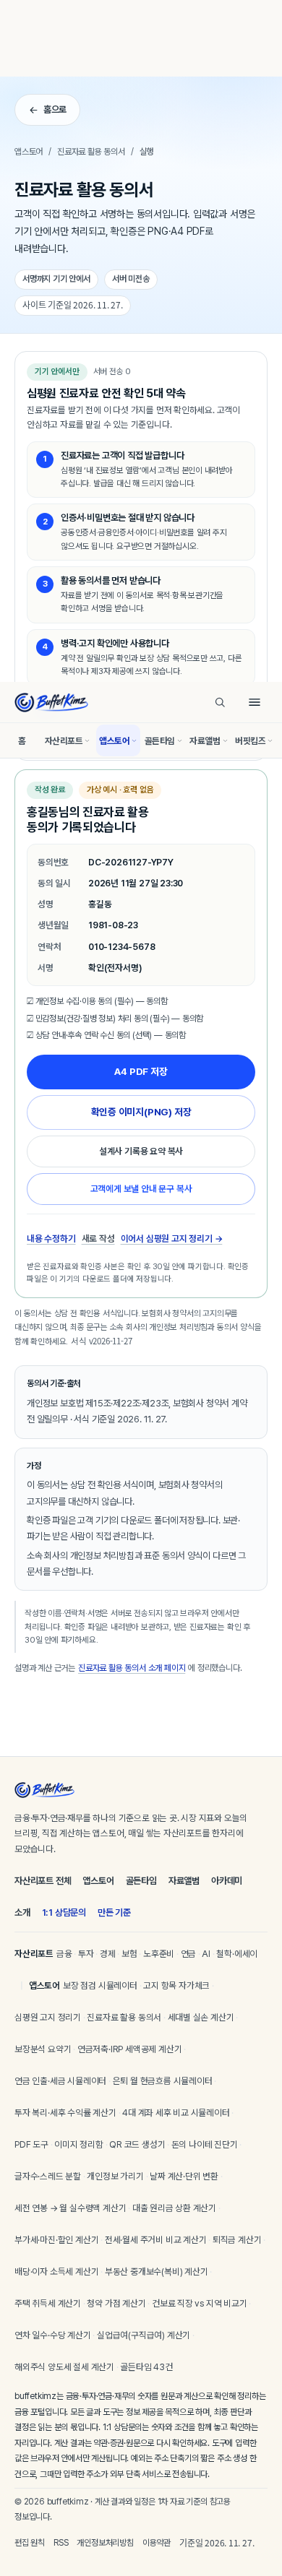 ← 홈으로
앱스토어 / 진료자료 활용 동의서 / 실행
진료자료 활용 동의서
고객이 직접 확인하고 서명하는 동의서입니다. 입력값과 서명은
기기 안에서만 처리되고, 확인증은 PNG·A4 PDF로
내려받습니다.
서명까지 기기 안에서 서버 미전송
사이트 기준일 2026. 11. 27.
기기 안에서만 서버 전송 0
심평원 진료자료 안전 확인 5대 약속
진료자료를 받기 전에 이 다섯 가지를 먼저 확인하세요. 고객이
안심하고 자료를 맡길 수 있는 기준입니다.
1 진료자료는 고객이 직접 발급합니다
심평원 '내 진료정보 열람'에서 고객님 본인이 내려받아
주십니다. 발급을 대신 해 드리지 않습니다.
2 인증서·비밀번호는 절대 받지 않습니다
공동인증서·금융인증서·아이디·비밀번호를 알려 주지
않으셔도 됩니다. 요구받으면 거절하십시오.
3 활용 동의서를 먼저 받습니다
자료를 받기 전에 이 동의서로 목적·항목·보관기간을
확인하고 서명을 받습니다.
4 병력·고지 확인에만 사용합니다
계약 전 알릴의무 확인과 보장 상담 목적으로만 쓰고, 다른
목적이나 제3자 제공에 쓰지 않습니다.
BuffetKimz
홈 자산리포트 앱스토어 골든타임 자료앨범 버핏킴즈
작성 완료 가상 예시 · 효력 없음
홍길동님의 진료자료 활용
동의가 기록되었습니다
동의번호 DC-20261127-YP7Y
동의 일시 2026년 11월 27일 23:30
성명 홍길동
생년월일 1981-08-23
연락처 010-1234-5678
서명 확인(전자서명)
☑ 개인정보 수집·이용 동의 (필수) — 동의함
☑ 민감정보(건강·질병 정보) 처리 동의 (필수) — 동의함
☑ 상담 안내·후속 연락 수신 동의 (선택) — 동의함
A4 PDF 저장
확인증 이미지(PNG) 저장
설계사 기록용 요약 복사
고객에게 보낼 안내 문구 복사
내용 수정하기 새로 작성 이어서 심평원 고지 정리기 →
받은 진료자료와 확인증 사본은 확인 후 30일 안에 파기합니다. 확인증
파일은 이 기기의 다운로드 폴더에 저장됩니다.
이 동의서는 상담 전 확인용 서식입니다. 보험회사 청약서의 고지의무를
대신하지 않으며, 최종 문구는 소속 회사의 개인정보 처리방침과 동의서 양식을
함께 확인하세요. 서식 v2026-11-27
동의서 기준·출처
개인정보 보호법 제15조·제22조·제23조, 보험회사 청약서 계약
전 알릴의무 · 서식 기준일 2026. 11. 27.
가정
이 동의서는 상담 전 확인용 서식이며, 보험회사 청약서의
고지의무를 대신하지 않습니다.
확인증 파일은 고객 기기의 다운로드 폴더에 저장됩니다. 보관·
파기는 받은 사람이 직접 관리합니다.
소속 회사의 개인정보 처리방침과 표준 동의서 양식이 다르면 그
문서를 우선합니다.
작성한 이름·연락처·서명은 서버로 전송되지 않고 브라우저 안에서만
처리됩니다. 확인증 파일은 내려받아 보관하고, 받은 진료자료는 확인 후
30일 안에 파기하세요.
설명과 계산 근거는 진료자료 활용 동의서 소개 페이지에 정리했습니다.
BuffetKimz
금융·투자·연금·재무를 하나의 기준으로 읽는 곳. 시장 지표와 오늘의
브리핑, 직접 계산하는 앱스토어, 매일 쌓는 자산리포트를 한자리에
모았습니다.
자산리포트 전체 앱스토어 골든타임 자료앨범 아카데미
소개 1:1 상담문의 만든 기준
자산리포트 금융 투자 경제 보험 노후준비 연금 AI 철학·에세이
앱스토어 보장 점검 시뮬레이터 고지 항목 자가체크
심평원 고지 정리기 진료자료 활용 동의서 세대별 실손 계산기
보장분석 요약기 연금저축·IRP 세액공제 계산기
연금 인출·세금 시뮬레이터 은퇴 월 현금흐름 시뮬레이터
투자 복리·세후 수익률 계산기 4대 계좌 세후 비교 시뮬레이터
PDF 도구 이미지 정리함 QR 코드 생성기 돈의 나이테 진단기
글자수·스레드 분할 개인정보 가리기 날짜 계산·단위 변환
세전 연봉 → 월 실수령액 계산기 대출 원리금 상환 계산기
부가세·마진·할인 계산기 전세·월세 주거비 비교 계산기 퇴직금 계산기
배당·이자 소득세 계산기 부동산 중개보수(복비) 계산기
주택 취득세 계산기 청약 가점 계산기 건보료 직장 vs 지역 비교기
연차 일수·수당 계산기 실업급여(구직급여) 계산기
해외주식 양도세 절세 계산기 골든타임 43건
buffetkimz는 금융·투자·연금·재무의 숫자를 원문과 계산으로 확인해 정리하는
금융 포털입니다. 모든 글과 도구는 정보 제공을 목적으로 하며, 최종 판단과
결정은 읽는 분의 몫입니다. 1:1 상담문의는 숫자와 조건을 함께 놓고 확인하는
자리입니다. 계산 결과는 약관·증권·원문으로 다시 확인하세요. 도구에 입력한
값은 브라우저 안에서만 계산됩니다. 예외는 주소 단축기의 짧은 주소 생성 한
건으로, 그때만 입력한 주소가 외부 단축 서비스로 전송됩니다.
© 2026 buffetkimz · 계산 결과와 일정은 1차 자료 기준의 참고용
정보입니다.
편집 원칙 RSS 개인정보처리방침 이용약관 기준일 2026. 11. 27.